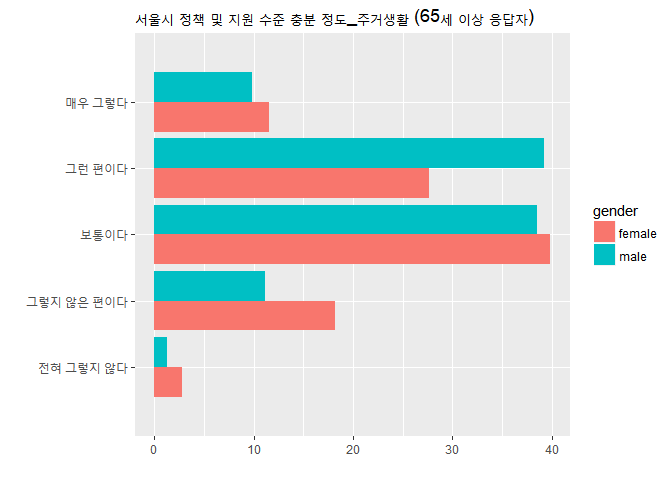 서울시 정책 및 지원 수준 충분 정도_주거생활 (65세 이상 응답자)
매우 그렇다
그런 편이다
보통이다
그렇지 않은 편이다
전혀 그렇지 않다
0 10 20 30 40
gender
female
male